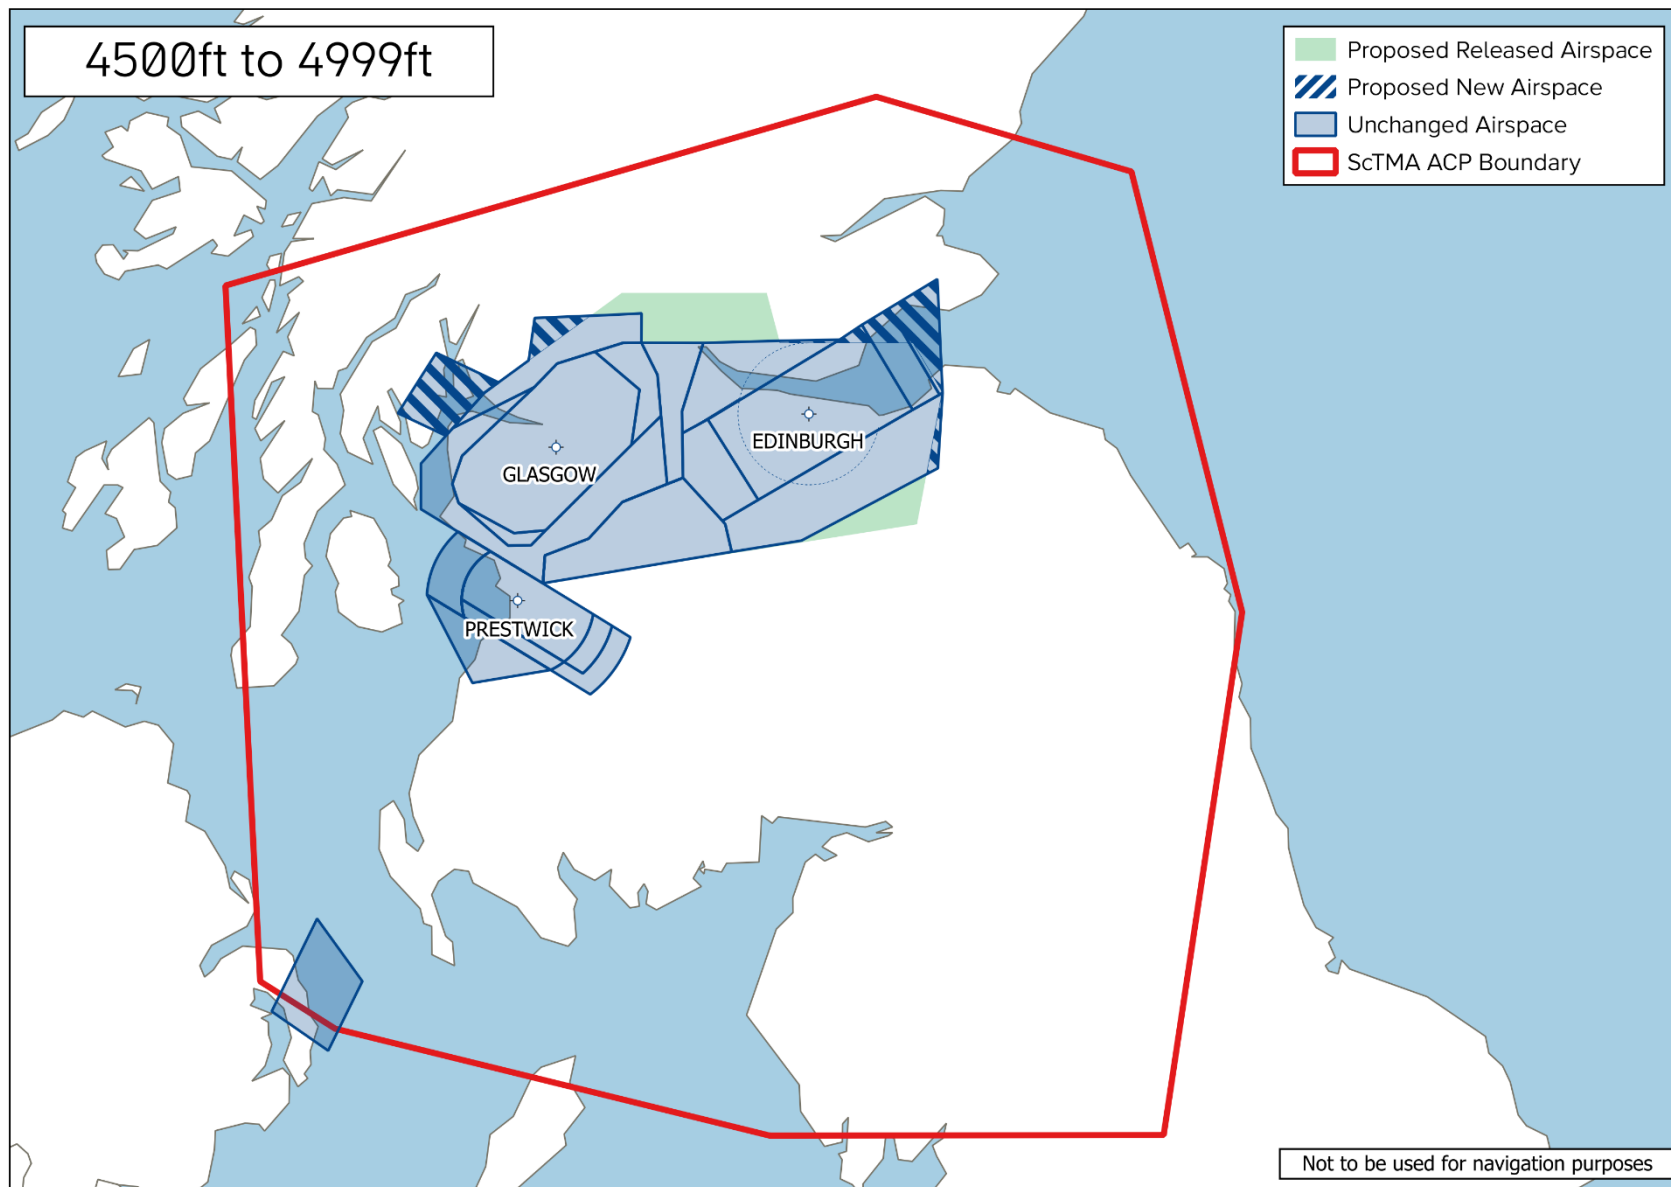 4500ft to 4999ft
Proposed Released Airspace
Proposed New Airspace
Unchanged Airspace
ScTMA ACP Boundary
EDINBURGH
GLASGOW
PRESTWICK
Not to be used for navigation purposes